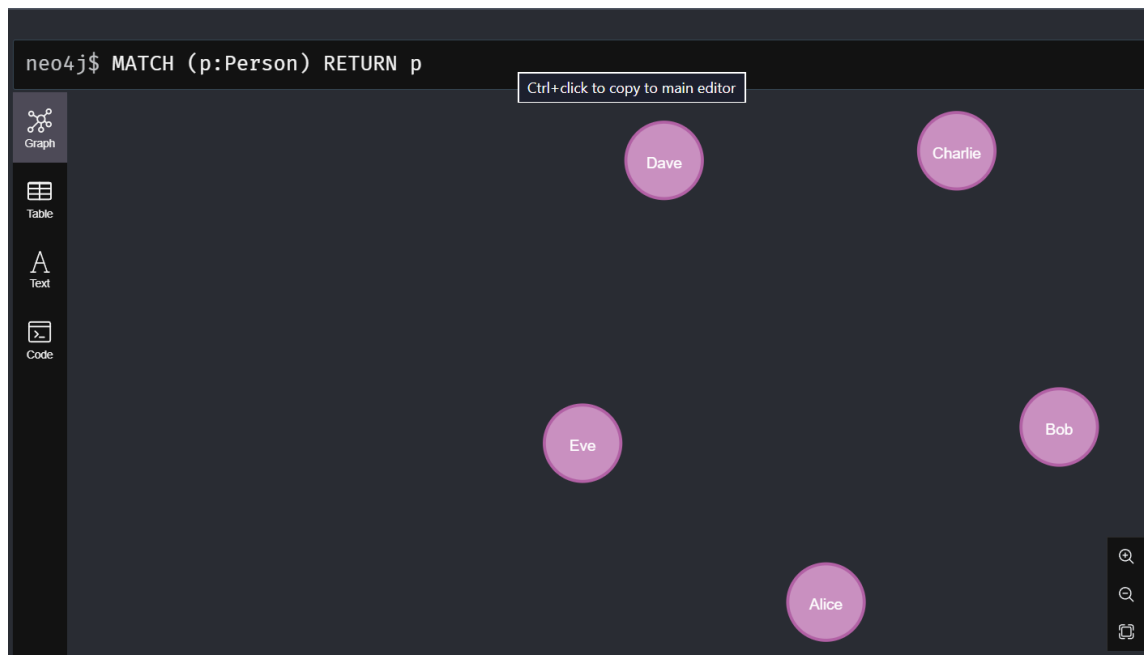 neo4j$ MATCH (p:Person) RETURN p
Ctrl+click to copy to main editor
Graph
Table
Text
Code
Dave
Charlie
Eve
Bob
Alice